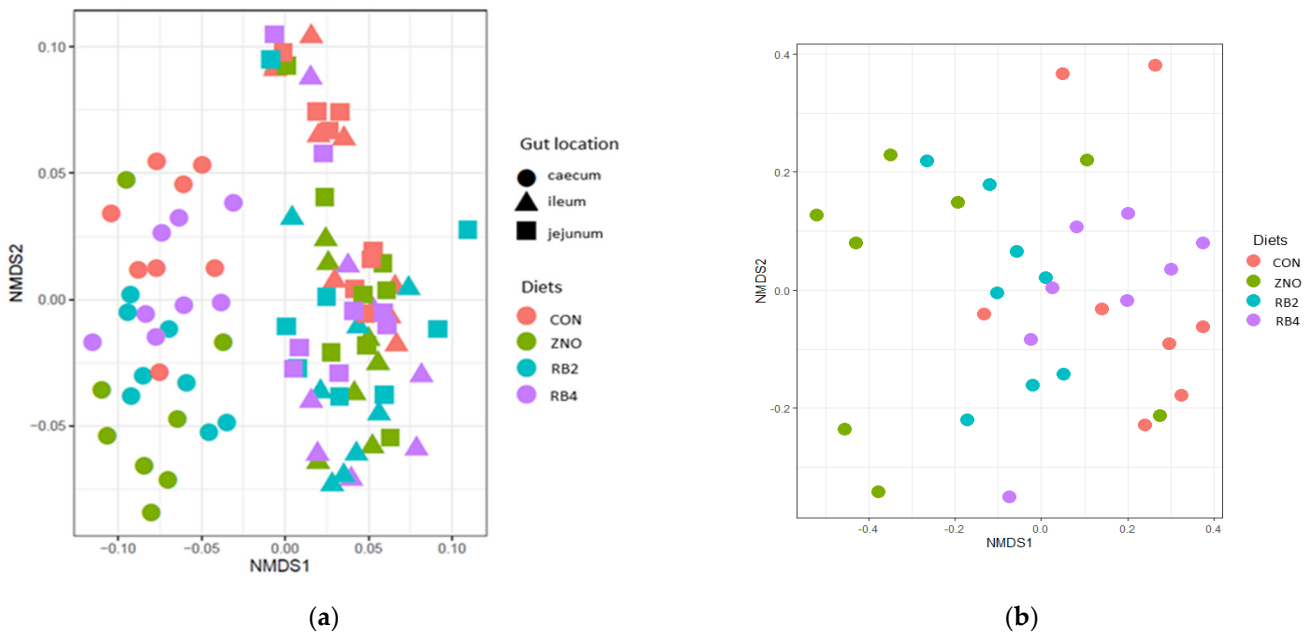 0.10
0.05
0.00
−0.05
NMDS2
−0.10
−0.05
0.00
0.05
0.10
NMDS1
Gut location
caecum
ileum
jejunum
Diets
CON
ZNO
RB2
RB4
(a)
0.4
0.2
0.0
-0.2
NMDS2
-0.4
-0.2
0.0
0.2
0.4
NMDS1
Diets
CON
ZNO
RB2
RB4
(b)